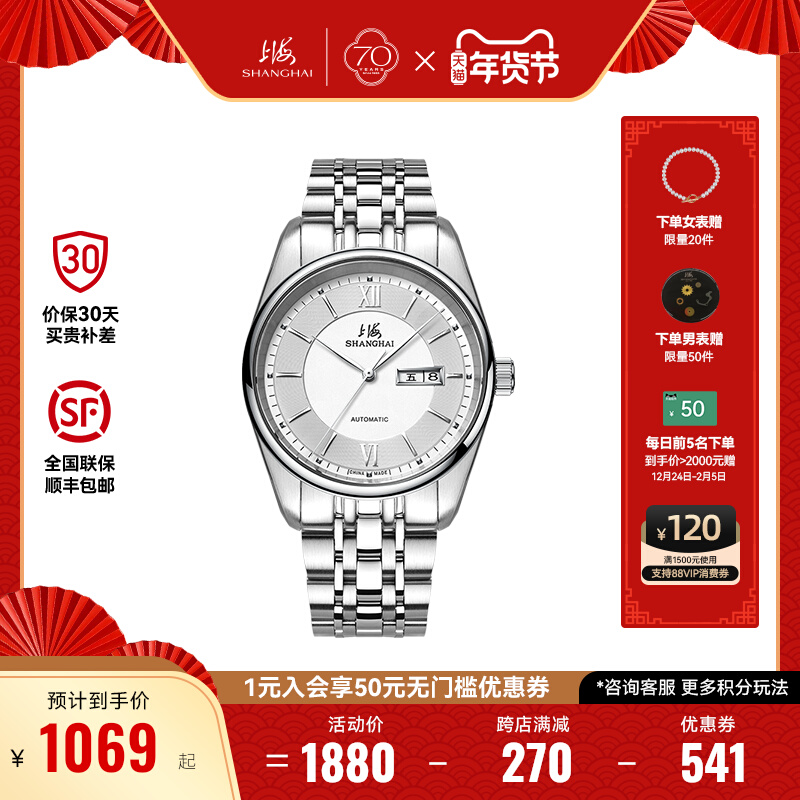 上海
SHANGHAI
70
YEARS
×
天猫
年货节
30
价保30天
买贵补差
SF
全国联保
顺丰包邮
XII
上海
SHANGHAI
五 8
AUTOMATIC
VI
CHINA MADE
下单女表赠
限量20件
下单男表赠
限量50件
¥ 50
每日前5名下单
到手价>2000元赠
12月24日-2月5日
¥120
满1500元使用
支持88VIP消费券
1元入会享50元无门槛优惠券
*咨询客服 更多积分玩法
预计到手价
¥ 1069 起
=
活动价
1880
-
跨店满减
270
-
优惠券
541